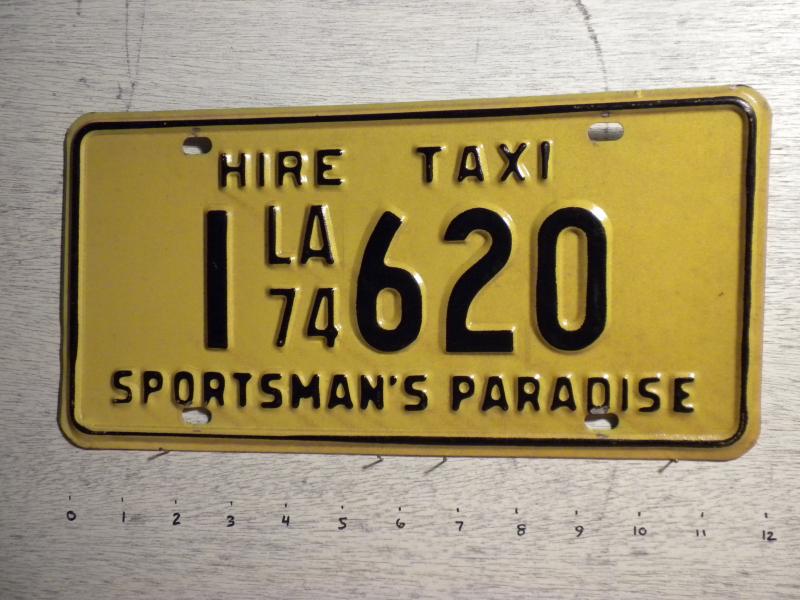 HIRE TAXI
1 LA 74 620
SPORTSMAN'S PARADISE
0 1 2 3 4 5 6 7 8 9 10 11 12